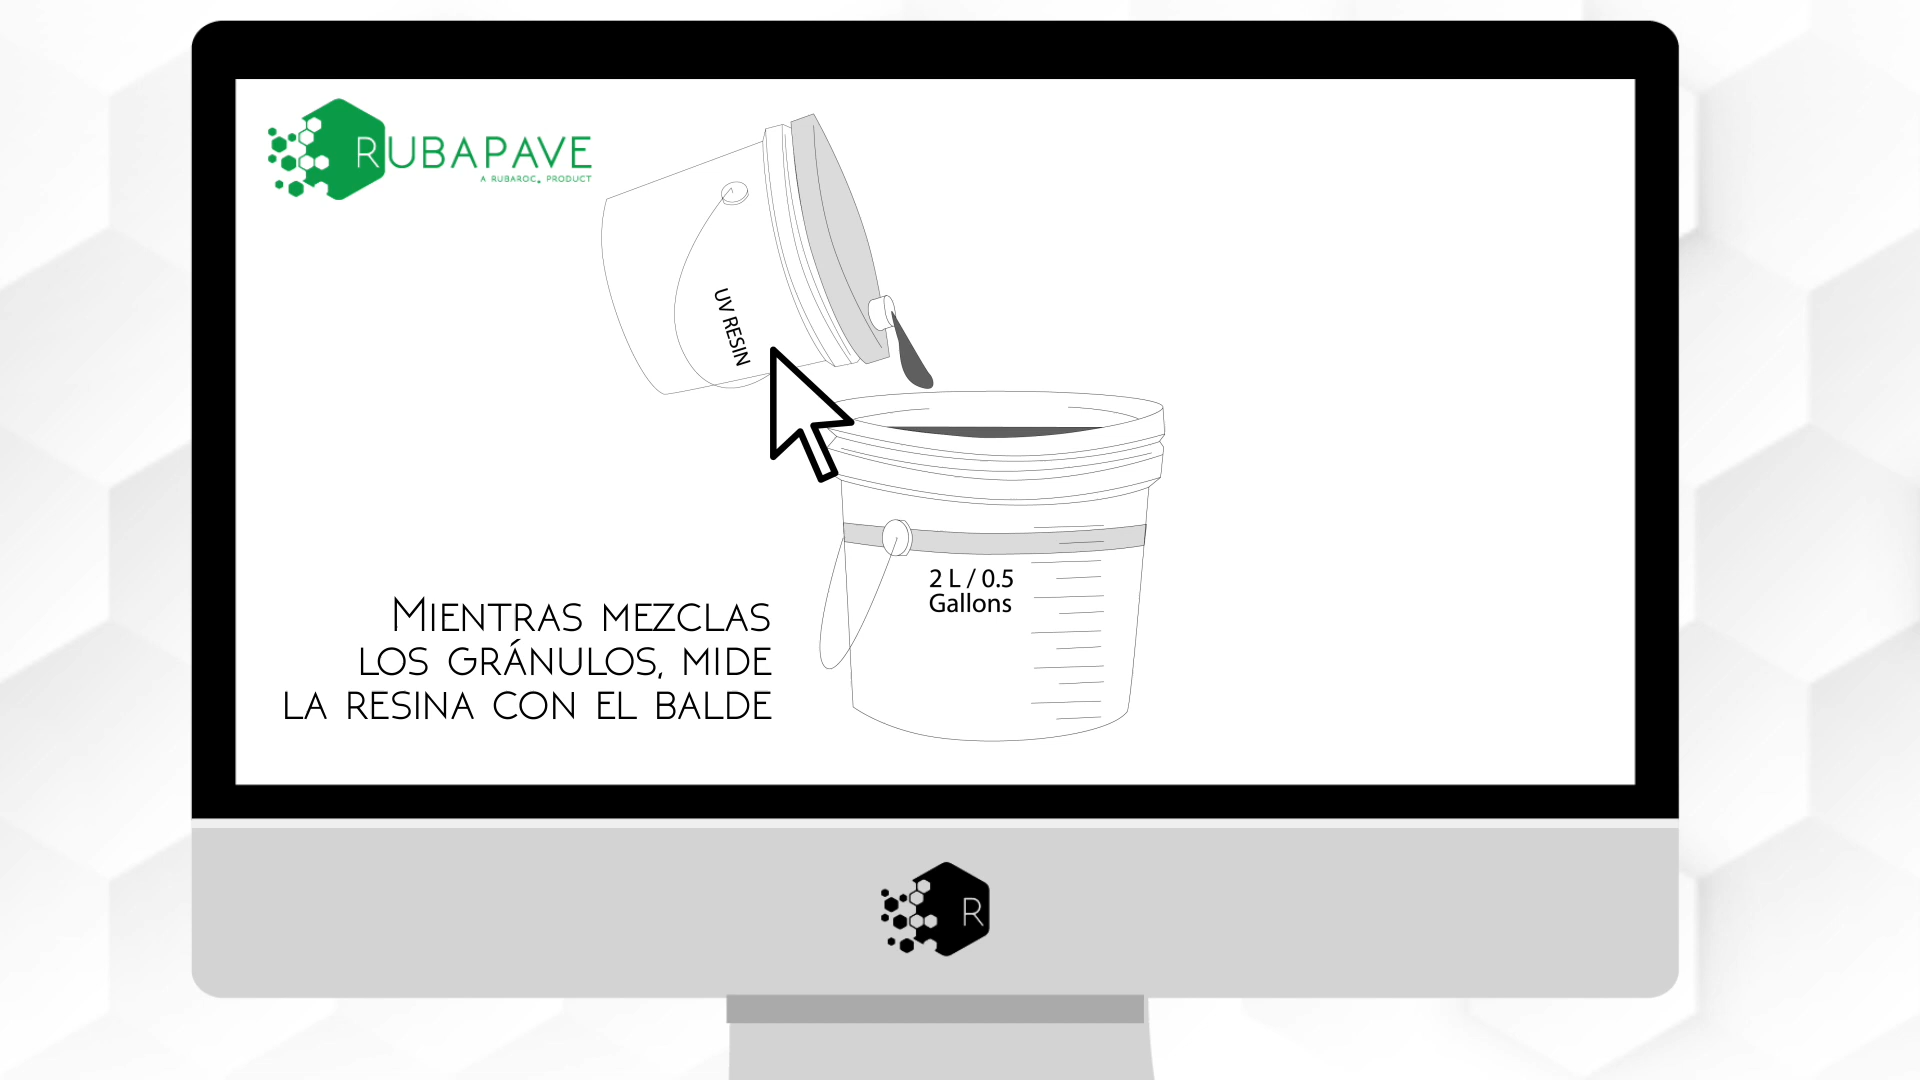 RUBAPAVE
A RUBAROC. PRODUCT
UV RESIN
2 L / 0.5
Gallons
MIENTRAS MEZCLAS
LOS GRÁNULOS, MIDE
LA RESINA CON EL BALDE
R